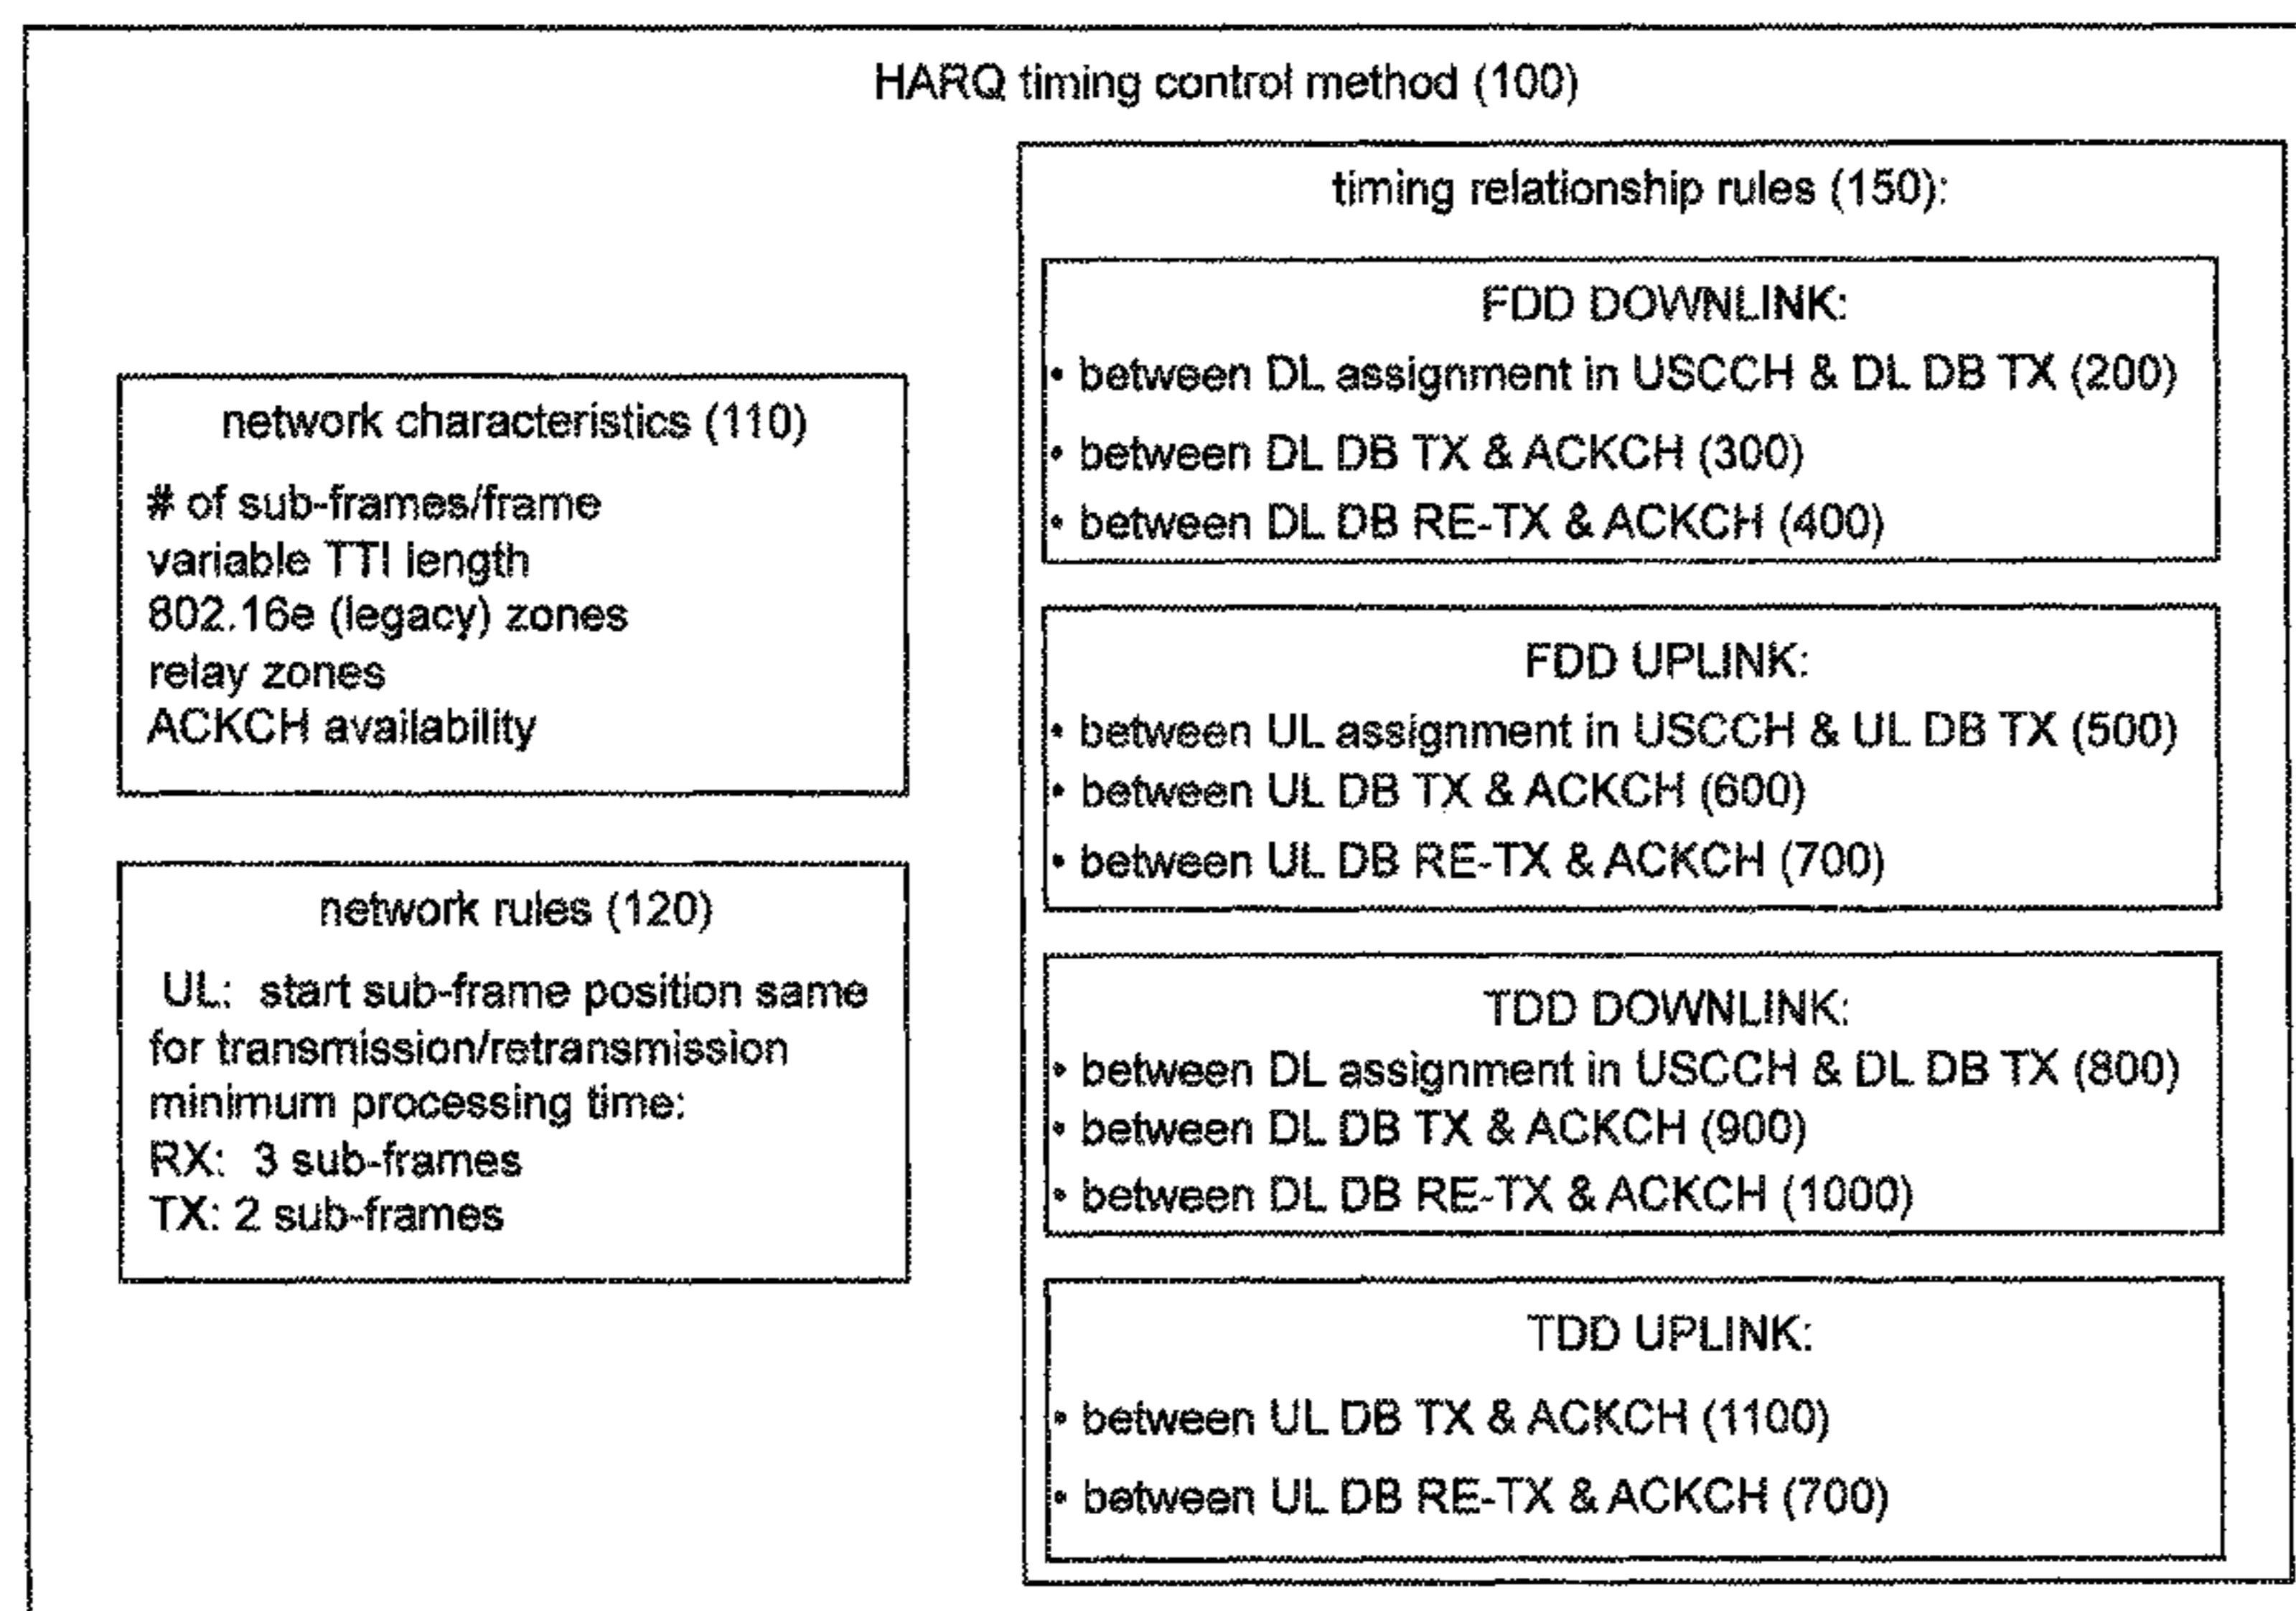 HARQ timing control method (100)
network characteristics (110)
# of sub-frames/frame
variable TTI length
802.16e (legacy) zones
relay zones
ACKCH availability
network rules (120)
UL: start sub-frame position same
for transmission/retransmission
minimum processing time:
RX: 3 sub-frames
TX: 2 sub-frames
timing relationship rules (150):
FDD DOWNLINK:
• between DL assignment in USCCH & DL DB TX (200)
• between DL DB TX & ACKCH (300)
• between DL DB RE-TX & ACKCH (400)
FDD UPLINK:
• between UL assignment in USCCH & UL DB TX (500)
• between UL DB TX & ACKCH (600)
• between UL DB RE-TX & ACKCH (700)
TDD DOWNLINK:
• between DL assignment in USCCH & DL DB TX (800)
• between DL DB TX & ACKCH (900)
• between DL DB RE-TX & ACKCH (1000)
TDD UPLINK:
• between UL DB TX & ACKCH (1100)
• between UL DB RE-TX & ACKCH (700)